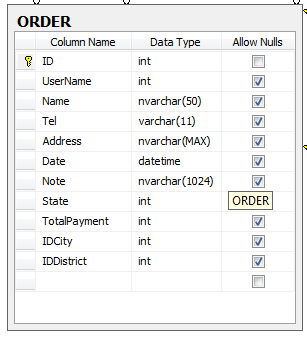 ORDER
Column Name Data Type Allow Nulls
ID int
UserName int
Name nvarchar(50)
Tel varchar(11)
Address nvarchar(MAX)
Date datetime
Note nvarchar(1024)
State int ORDER
TotalPayment int
IDCity int
IDDistrict int